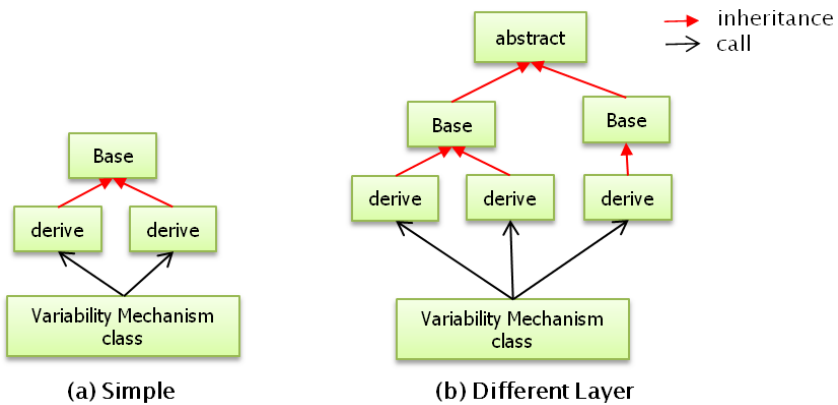 inheritance
call
abstract
Base
Base
Base
derive
derive
derive
derive
derive
Variability Mechanism
class
Variability Mechanism
class
(a) Simple
(b) Different Layer